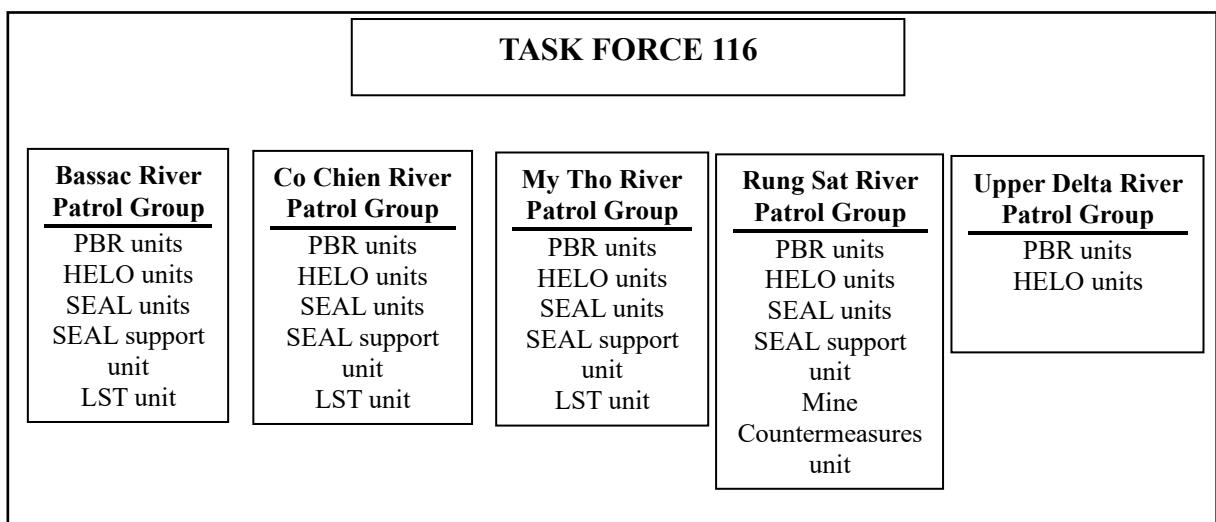 TASK FORCE 116
Bassac River
Patrol Group
PBR units
HELO units
SEAL units
SEAL support
unit
LST unit
Co Chien River
Patrol Group
PBR units
HELO units
SEAL units
SEAL support
unit
LST unit
My Tho River
Patrol Group
PBR units
HELO units
SEAL units
SEAL support
unit
LST unit
Rung Sat River
Patrol Group
PBR units
HELO units
SEAL units
SEAL support
unit
Mine
Countermeasures
unit
Upper Delta River
Patrol Group
PBR units
HELO units